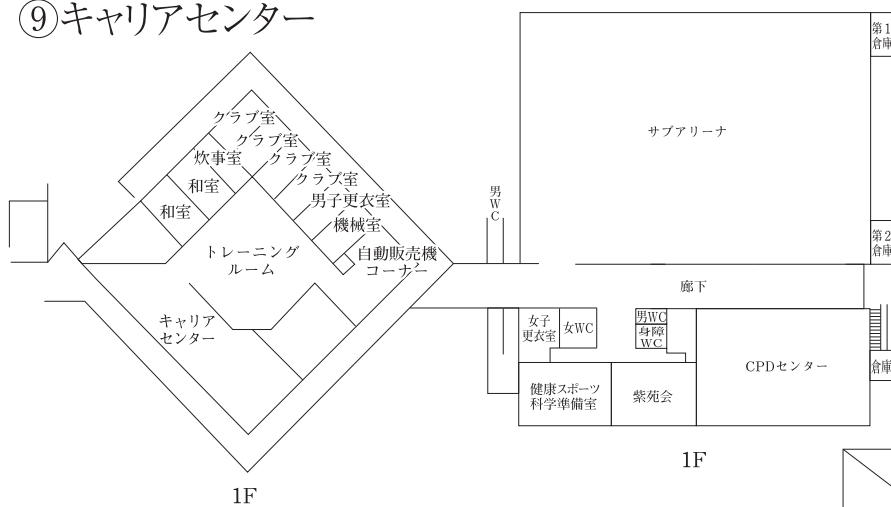 ⑨キャリアセンター
クラブ室
クラブ室
炊事室
クラブ室
和室
クラブ室
和室
男子更衣室
機械室
トレーニング
ルーム
自動販売機
コーナー
キャリア
センター
1F
男WC
サブアリーナ
第1
倉庫
第2
倉庫
廊下
女子
更衣室
女WC
男WC
身障
WC
健康スポーツ
科学準備室
紫苑会
CPDセンター
倉庫
1F